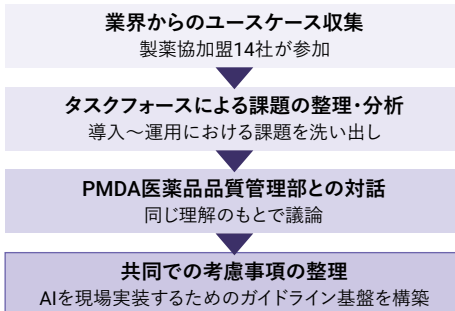 業界からのユースケース収集
製薬協加盟14社が参加
タスクフォースによる課題の整理・分析
導入～運用における課題を洗い出し
PMDA医薬品品質管理部との対話
同じ理解のもとで議論
共同での考慮事項の整理
AIを現場実装するためのガイドライン基盤を構築